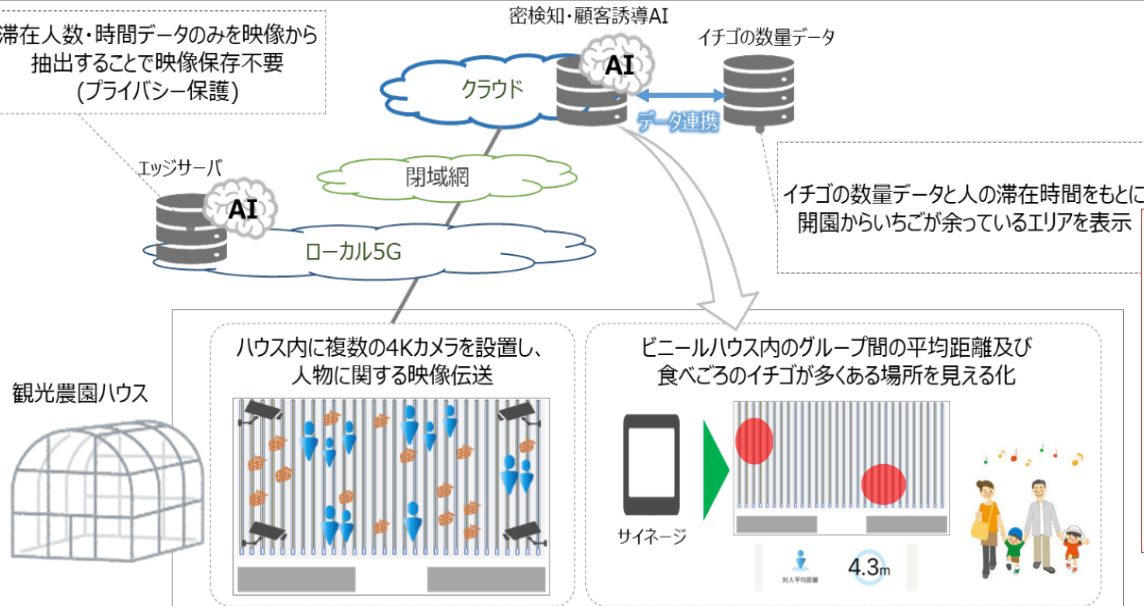 滞在人数・時間データのみを映像から
抽出することで映像保存不要
(プライバシー保護)
密検知・顧客誘導AI
イチゴの数量データ
AI
クラウド
データ連携
閉域網
エッジサーバ
AI
ローカル5G
イチゴの数量データと人の滞在時間をもとに
開園からいちごが余っているエリアを表示
観光農園ハウス
ハウス内に複数の4Kカメラを設置し、
人物に関する映像伝送
ビニールハウス内のグループ間の平均距離及び
食べごろのイチゴが多くある場所を見える化
サイネージ
対人平均距離
4.3m